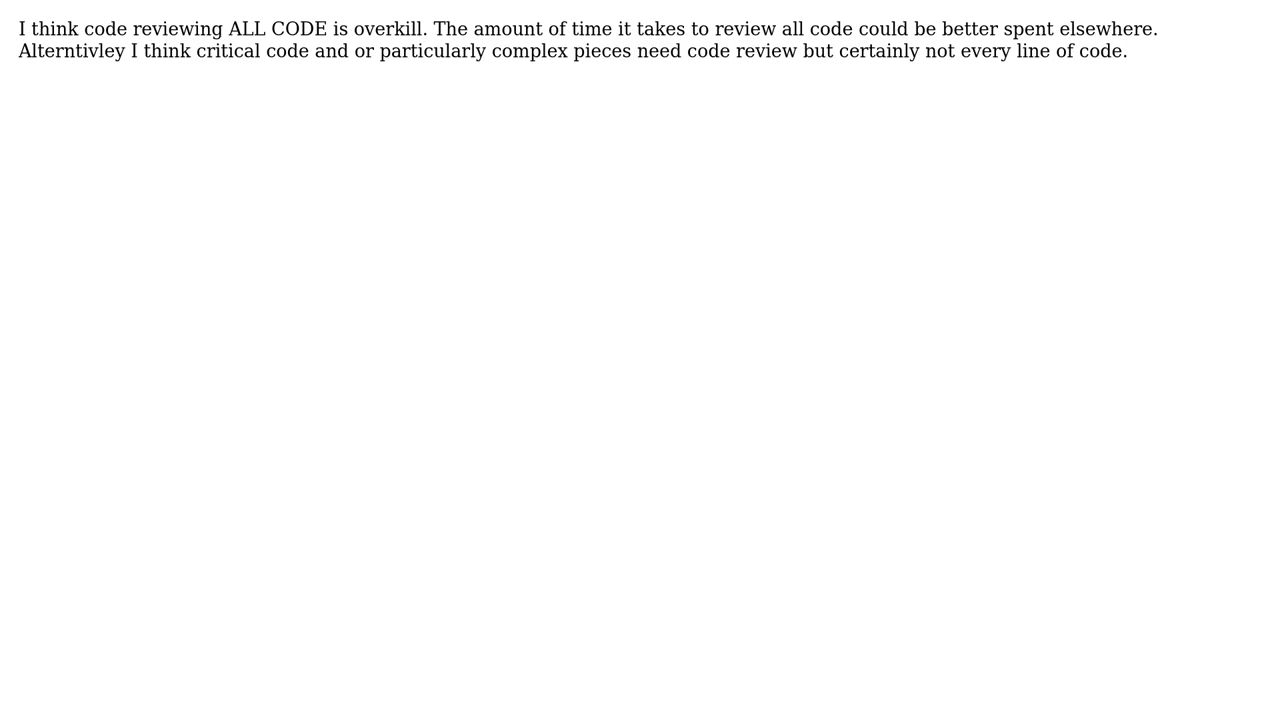 I think code reviewing ALL CODE is overkill. The amount of time it takes to review all code could be better spent elsewhere.
Alterntivley I think critical code and or particularly complex pieces need code review but certainly not every line of code.